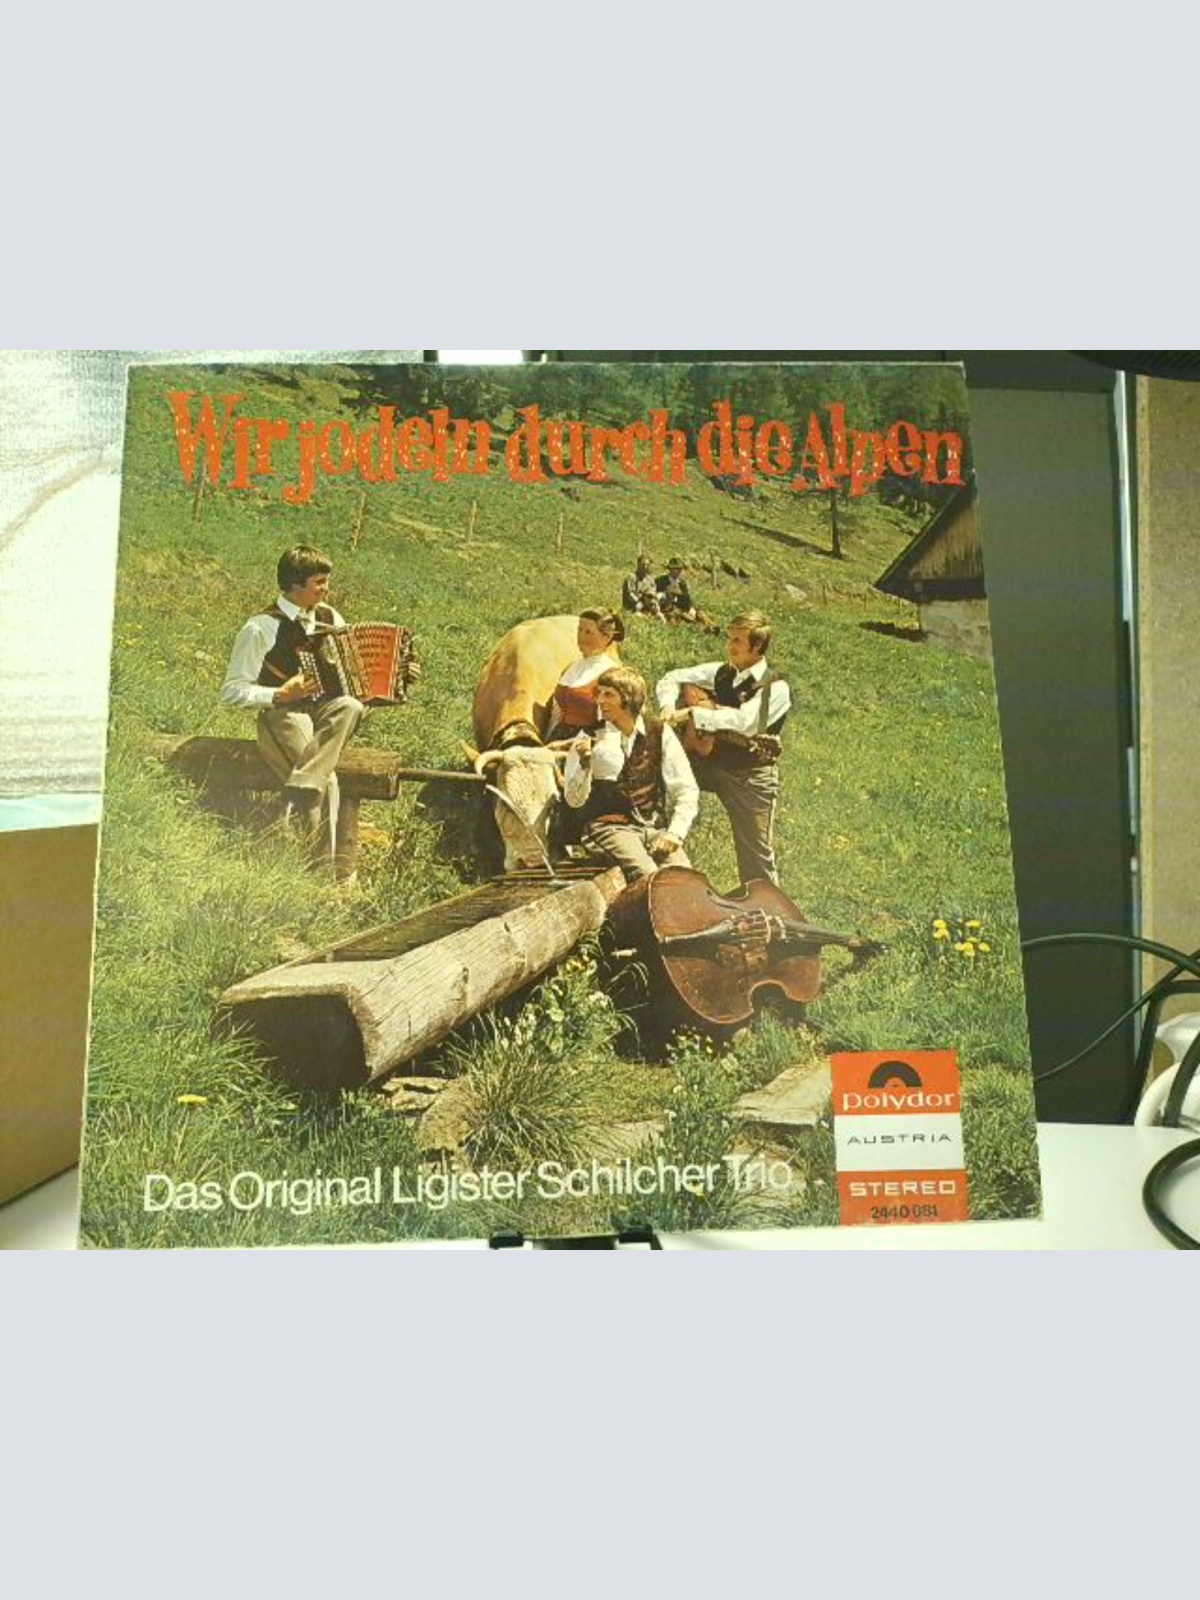 Wir jodeln durch die Alpen
polydor
AUSTRIA
Das Original Ligister Schilcher Trio
STEREO
2440 081